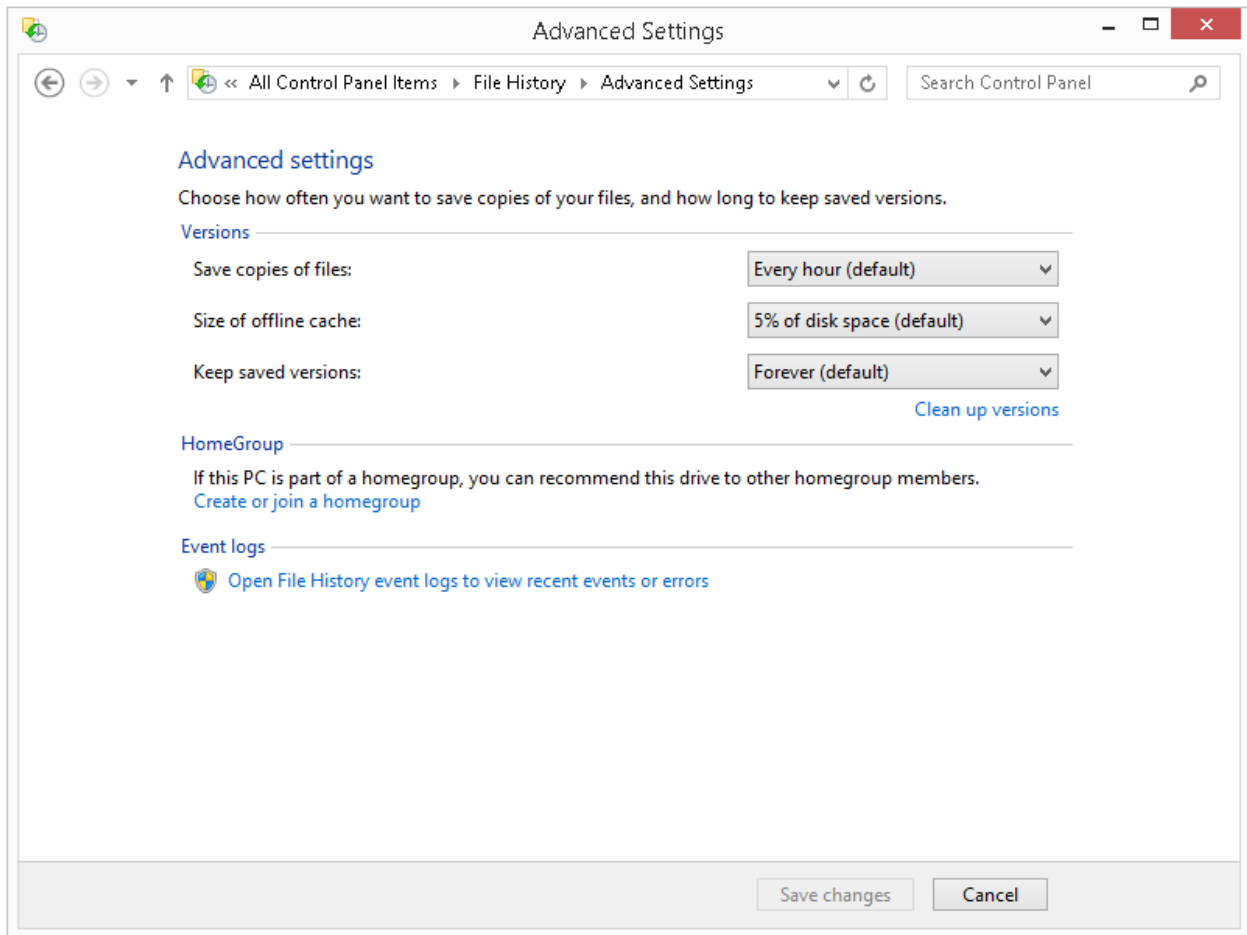 Advanced Settings
« All Control Panel Items File History Advanced Settings Search Control Panel
Advanced settings
Choose how often you want to save copies of your files, and how long to keep saved versions.
Versions
Save copies of files: Every hour (default)
Size of offline cache: 5% of disk space (default)
Keep saved versions: Forever (default)
Clean up versions
HomeGroup
If this PC is part of a homegroup, you can recommend this drive to other homegroup members.
Create or join a homegroup
Event logs
Open File History event logs to view recent events or errors
Save changes Cancel